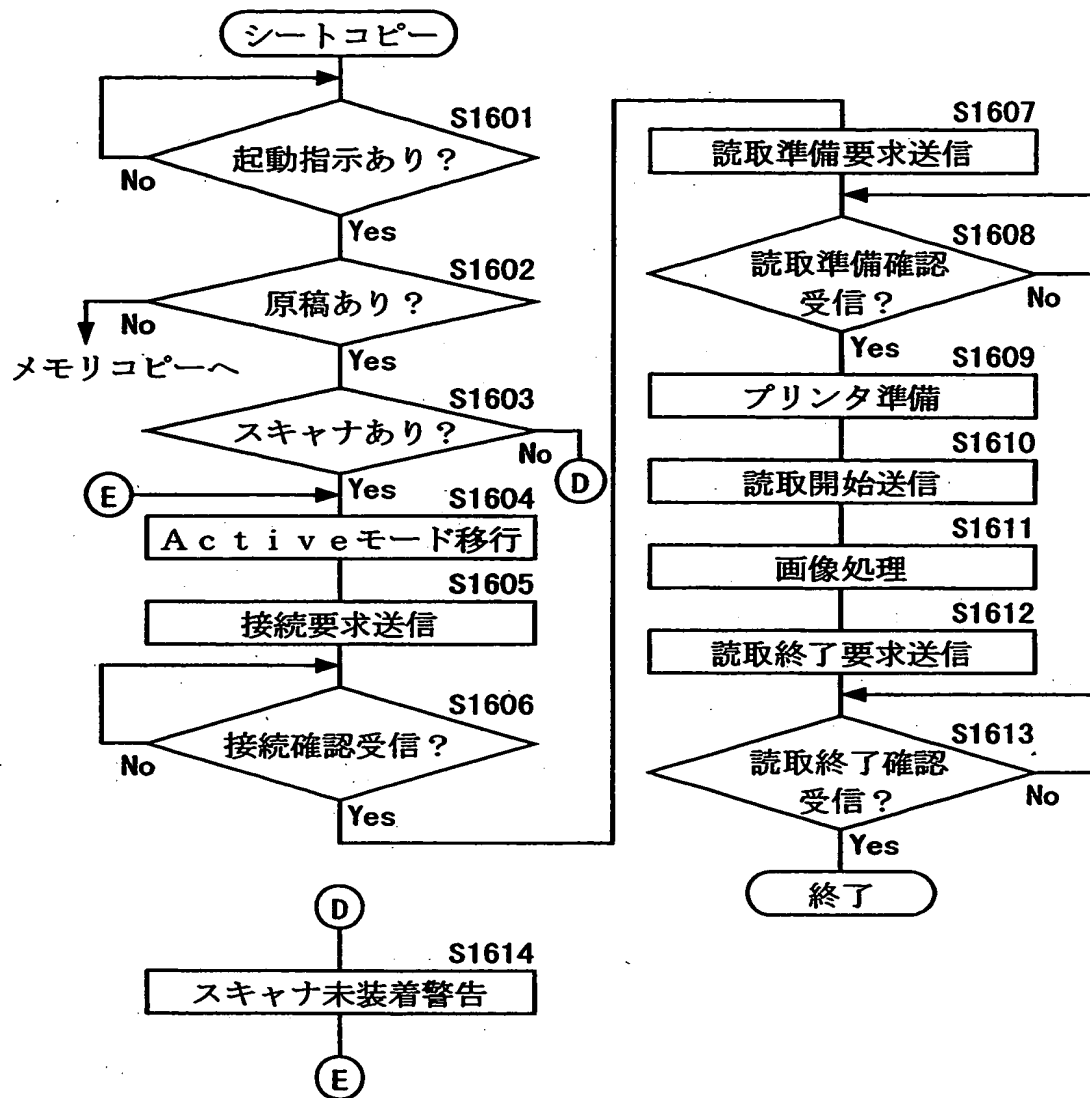 シートコピー
S1601
起動指示あり?
No
Yes
S1602
原稿あり?
No
Yes
メモリコピーへ
S1603
スキャナあり?
No
D
Yes
E
S1604
Activeモード移行
S1605
接続要求送信
S1606
接続確認受信?
No
Yes
S1607
読取準備要求送信
S1608
読取準備確認
受信?
No
Yes
S1609
プリンタ準備
S1610
読取開始送信
S1611
画像処理
S1612
読取終了要求送信
S1613
読取終了確認
受信?
No
Yes
終了
D
S1614
スキャナ未装着警告
E